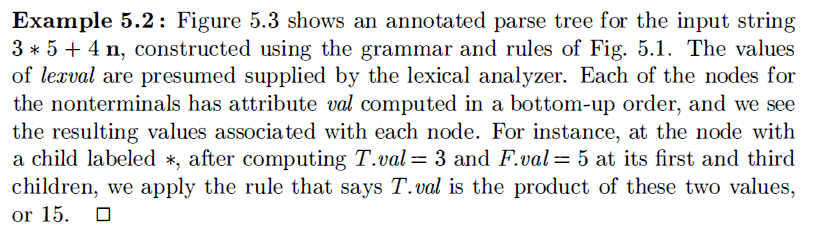 Example 5.2: Figure 5.3 shows an annotated parse tree for the input string
3 * 5 + 4 n, constructed using the grammar and rules of Fig. 5.1. The values
of lexval are presumed supplied by the lexical analyzer. Each of the nodes for
the nonterminals has attribute val computed in a bottom-up order, and we see
the resulting values associated with each node. For instance, at the node with
a child labeled *, after computing T.val = 3 and F.val = 5 at its first and third
children, we apply the rule that says T.val is the product of these two values,
or 15. □